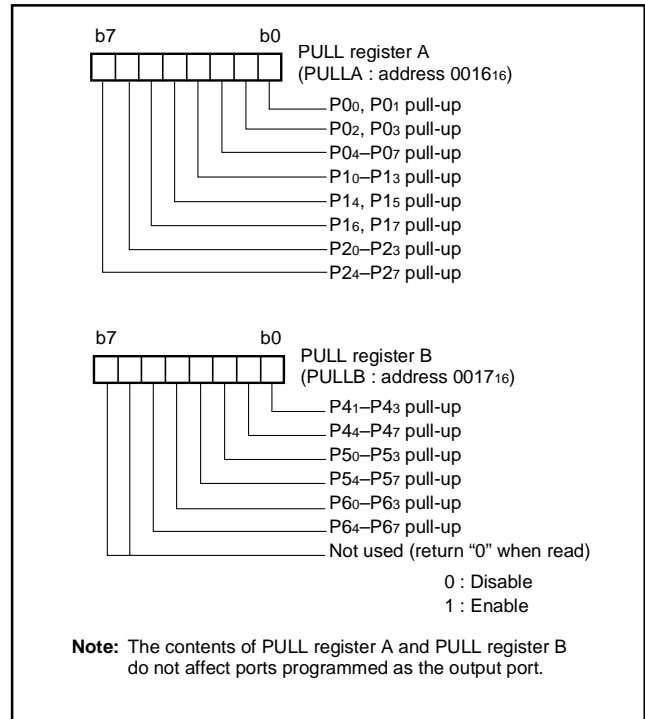 b7 b0
PULL register A
(PULLA : address 001616)
P00, P01 pull-up
P02, P03 pull-up
P04–P07 pull-up
P10–P13 pull-up
P14, P15 pull-up
P16, P17 pull-up
P20–P23 pull-up
P24–P27 pull-up
b7 b0
PULL register B
(PULLB : address 001716)
P41–P43 pull-up
P44–P47 pull-up
P50–P53 pull-up
P54–P57 pull-up
P60–P63 pull-up
P64–P67 pull-up
Not used (return “0” when read)
0 : Disable
1 : Enable
Note: The contents of PULL register A and PULL register B
do not affect ports programmed as the output port.